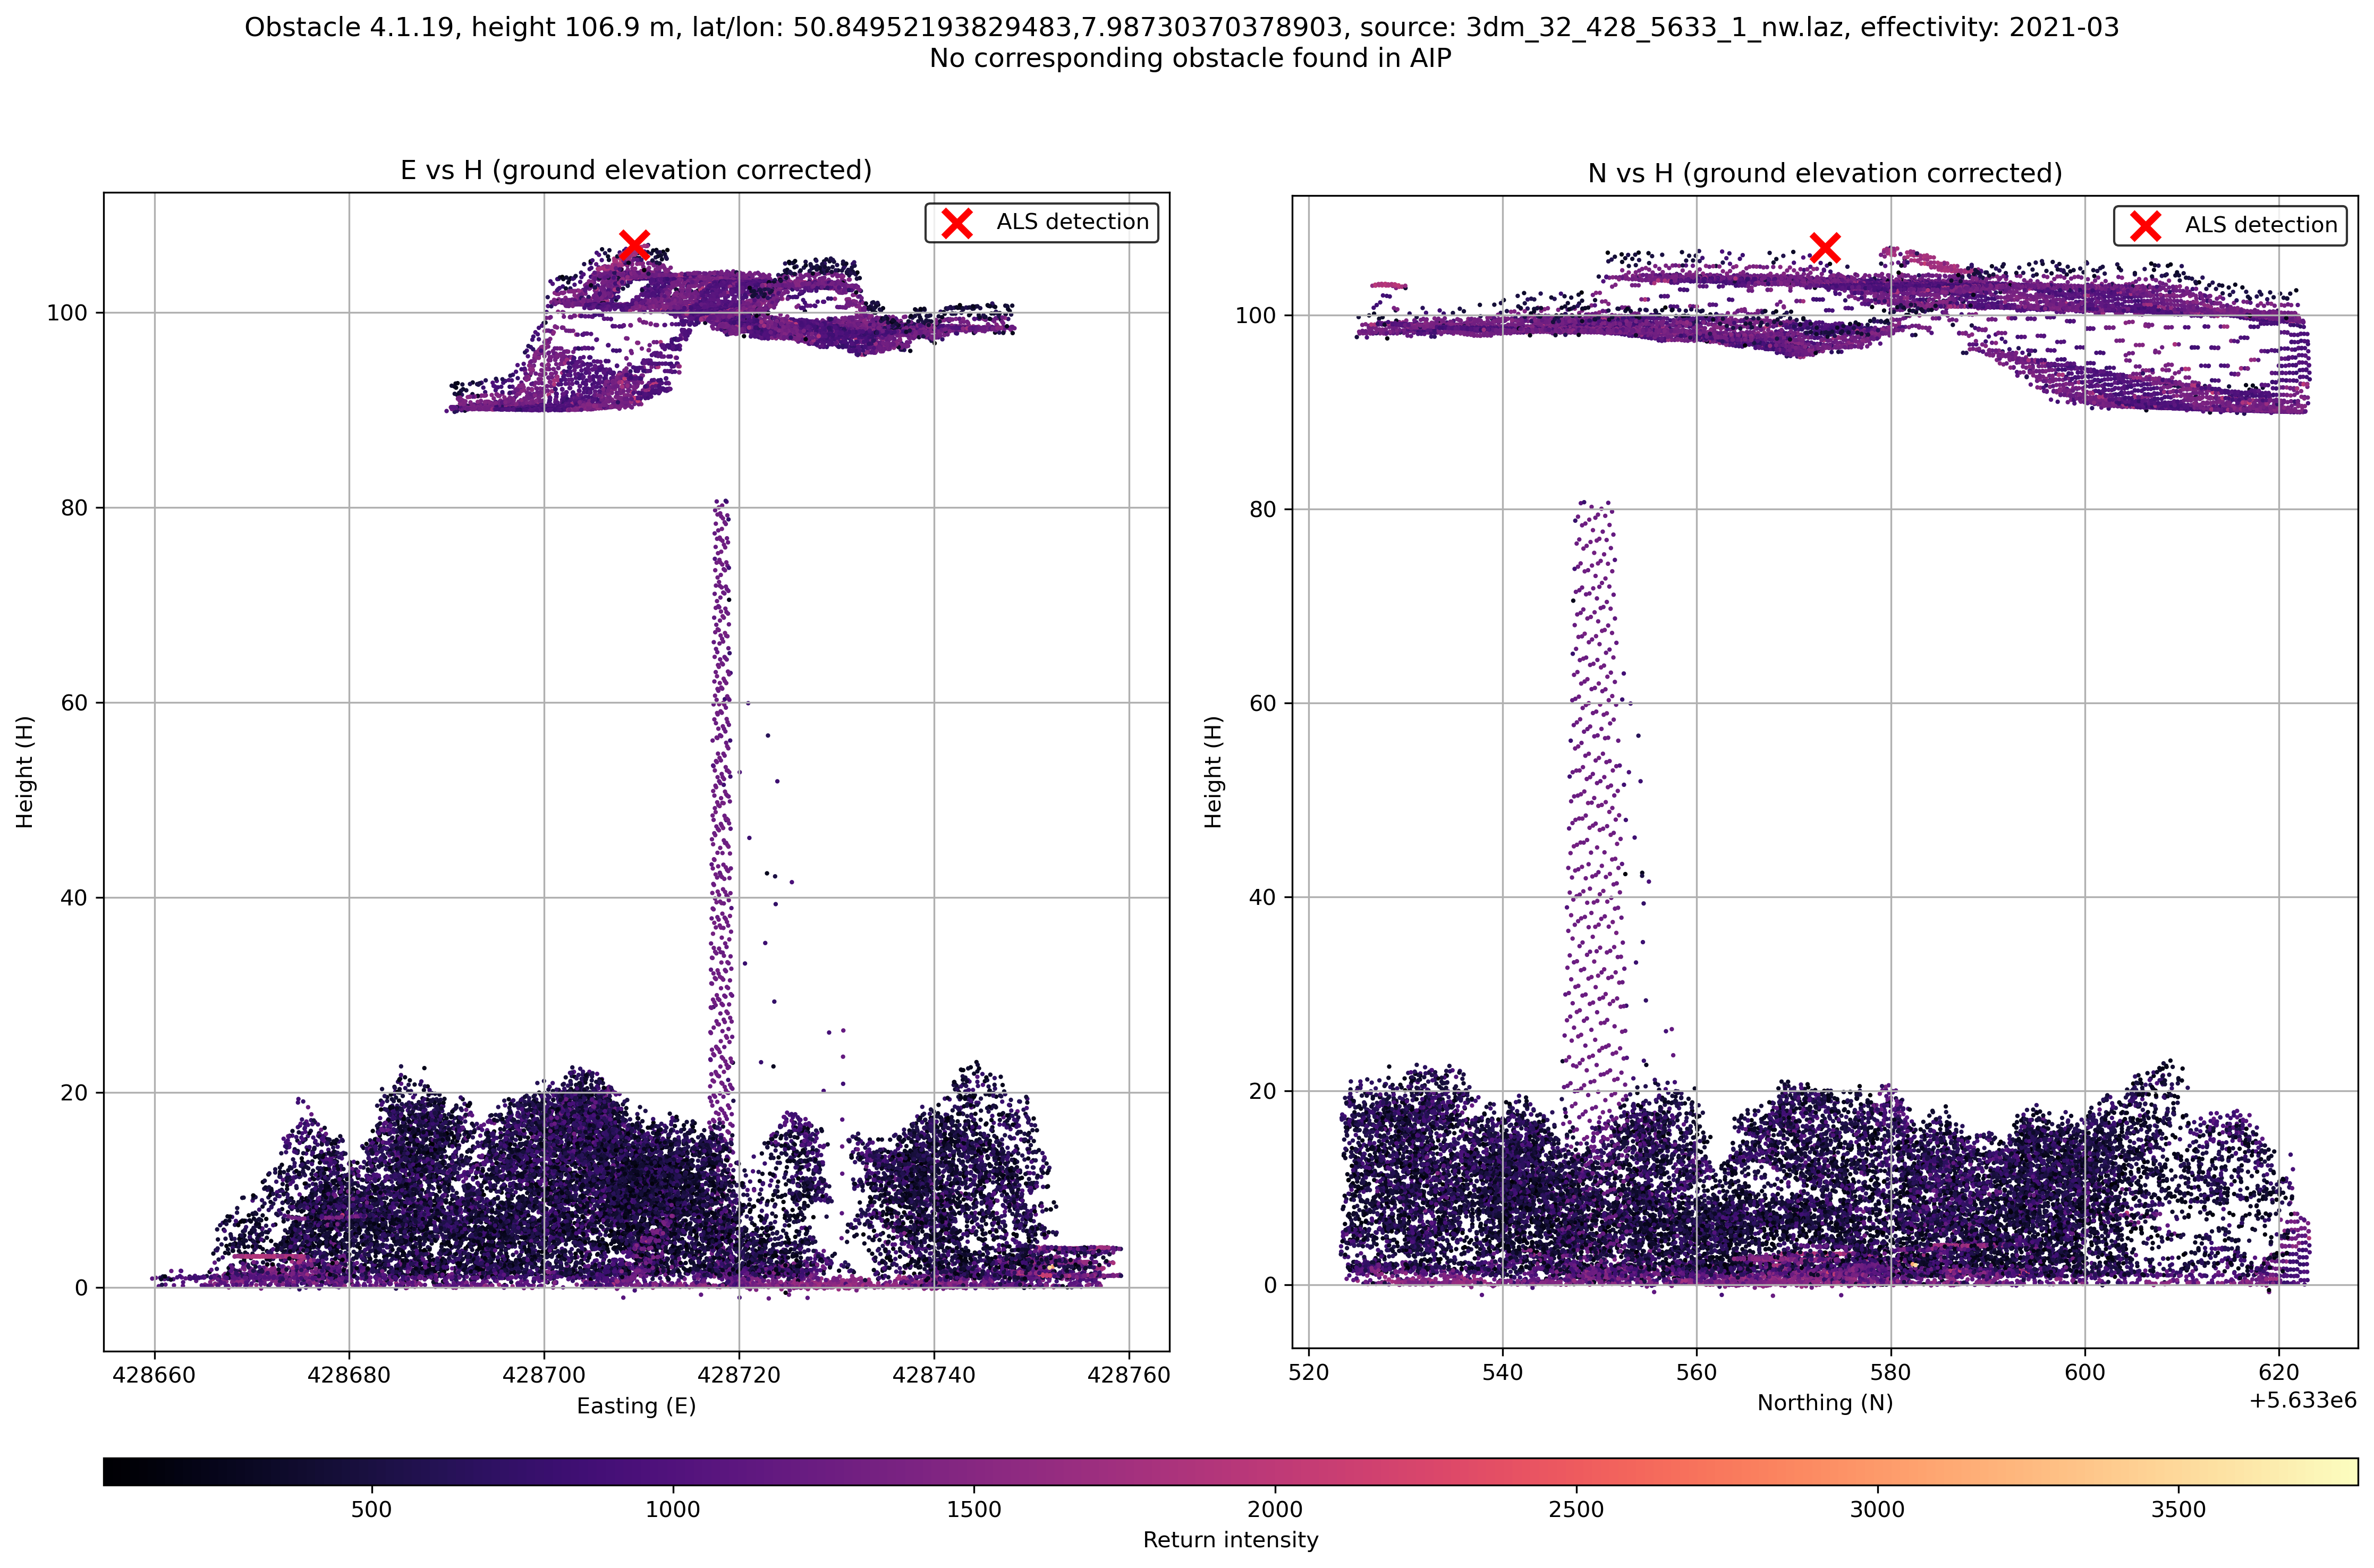 Obstacle 4.1.19, height 106.9 m, lat/lon: 50.84952193829483,7.98730370378903, source: 3dm_32_428_5633_1_nw.laz, effectivity: 2021-03
No corresponding obstacle found in AIP
E vs H (ground elevation corrected)
ALS detection
100
80
60
40
20
0
Height (H)
428660 428680 428700 428720 428740 428760
Easting (E)
N vs H (ground elevation corrected)
ALS detection
100
80
60
40
20
0
Height (H)
520 540 560 580 600 620
+5.633e6
Northing (N)
500 1000 1500 2000 2500 3000 3500
Return intensity